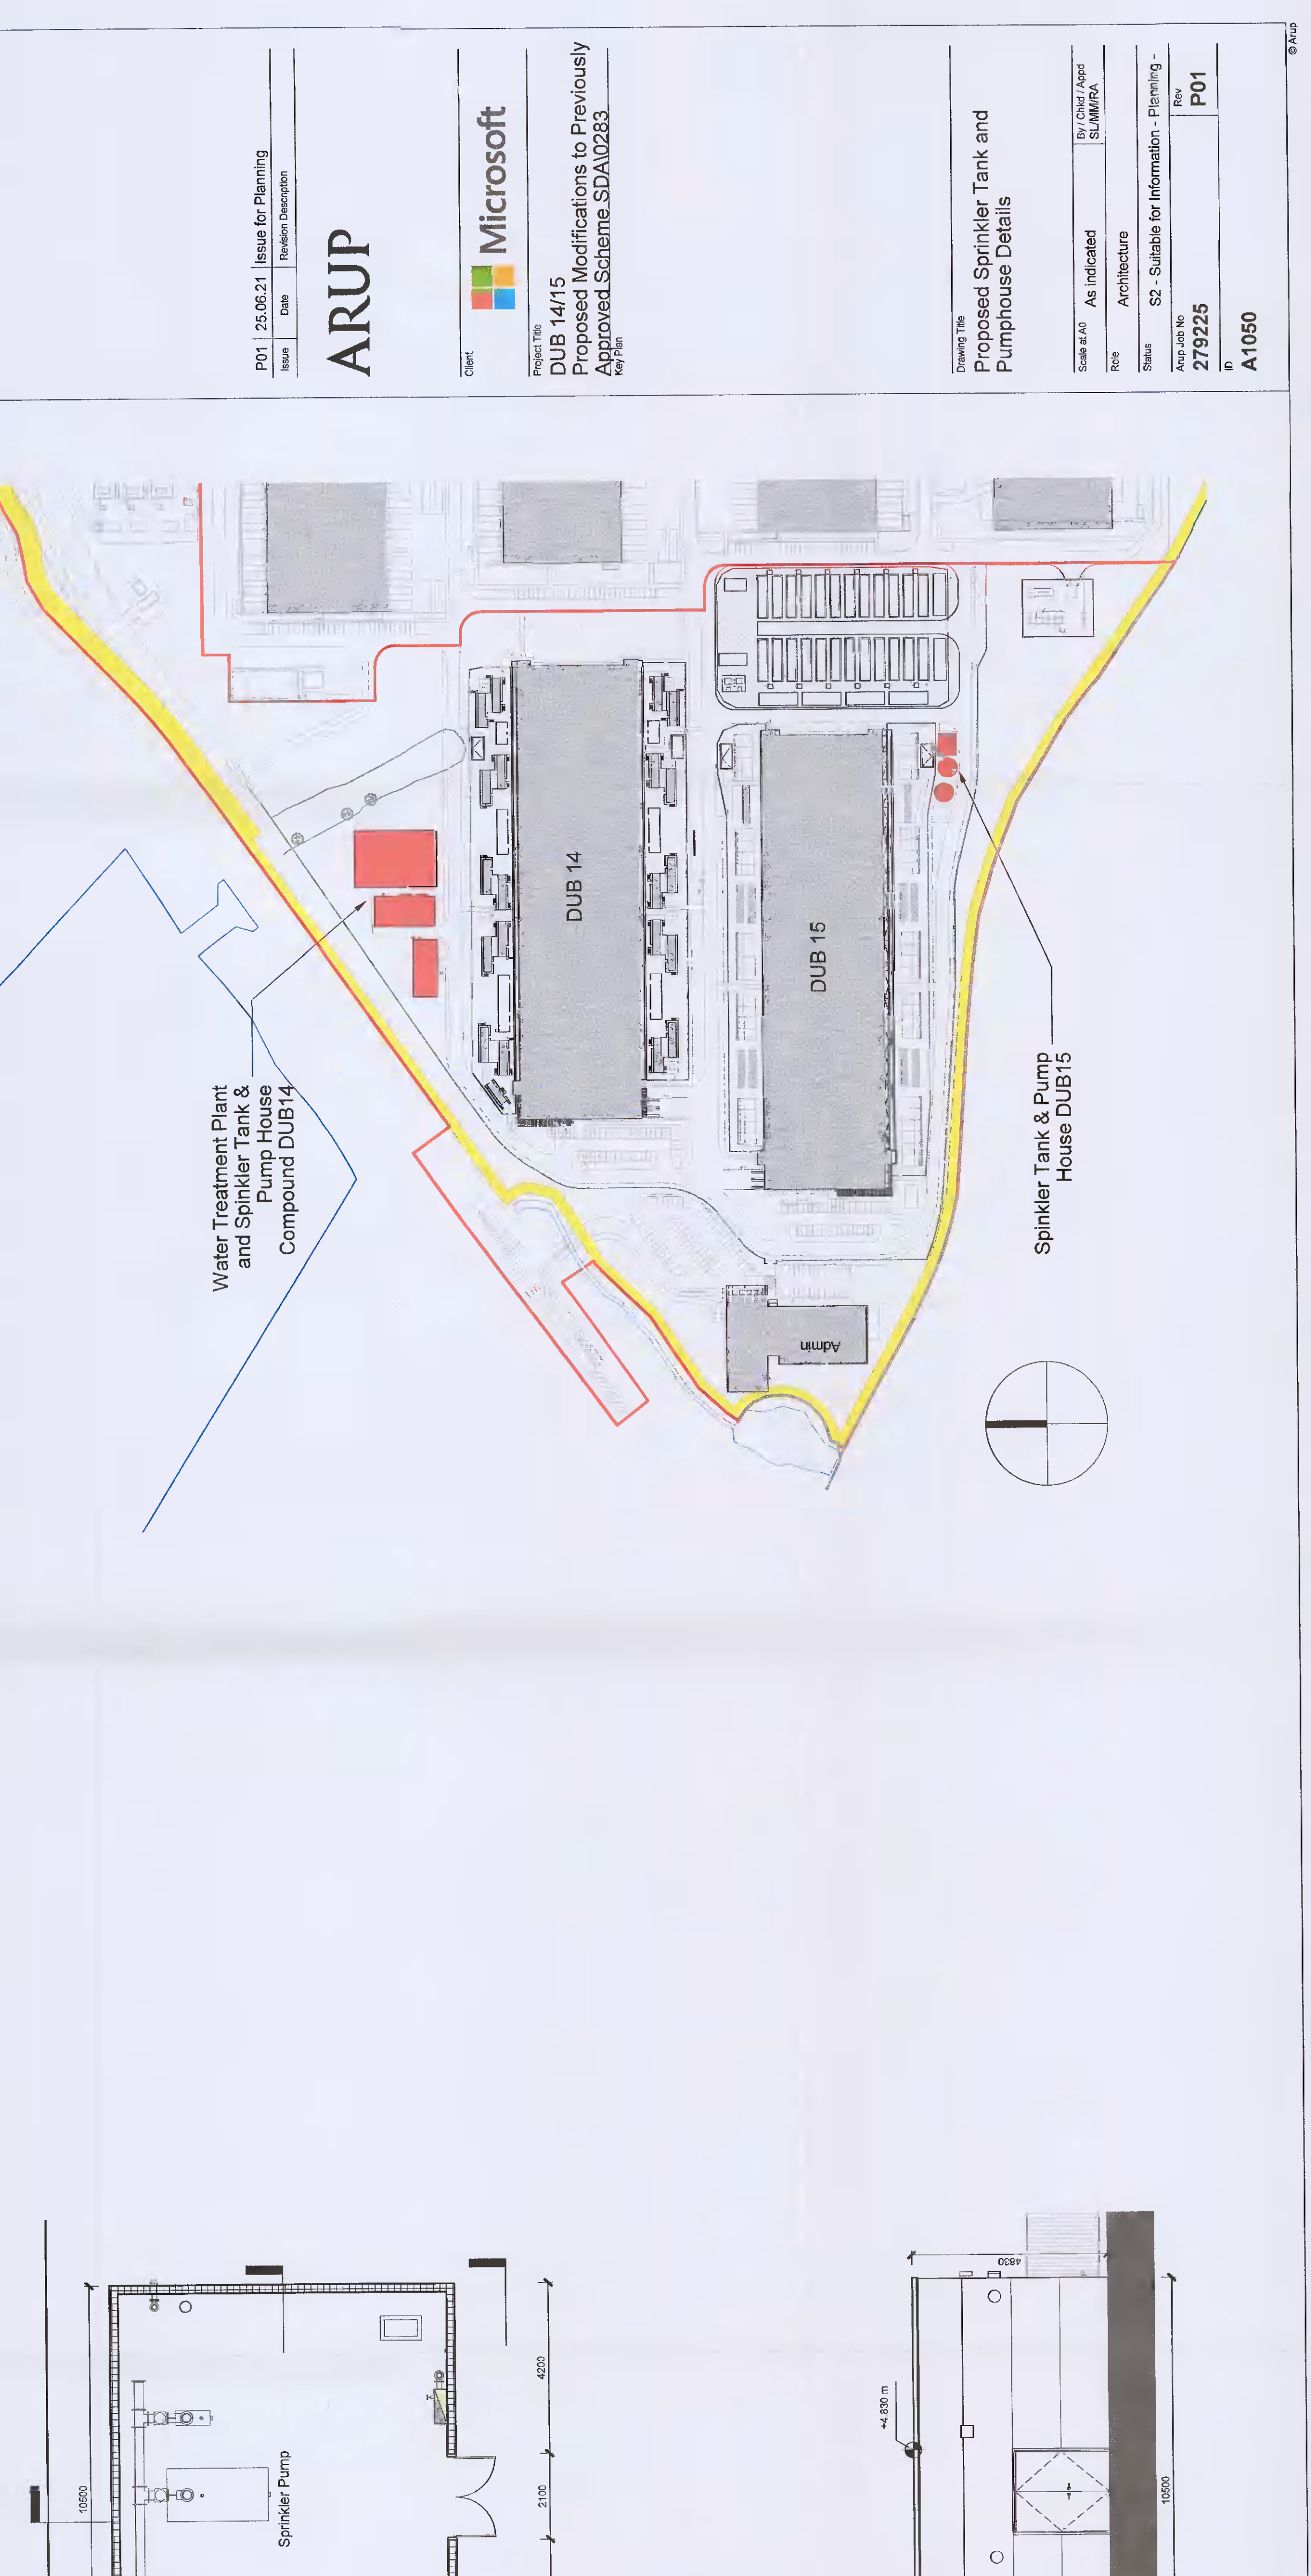 P01 25.06.21 Issue for Planning
Issue Date Revision Description
ARUP
Client
Microsoft
Project Title
DUB 14/15
Proposed Modifications to Previously
Approved Scheme SDA\0283
Key Plan
Drawing Title
Proposed Sprinkler Tank and
Pumphouse Details
Scale at A0 As indicated
By / Chkd / Appd
SL/MM/RA
Role
Architecture
Status
S2 - Suitable for Information - Planning -
Arup Job No
279225
Rev
P01
ID
A1050
© Arup
Water Treatment Plant
and Spinkler Tank &
Pump House
Compound DUB14
DUB 14
DUB 15
Admin
Spinkler Tank & Pump
House DUB15
10500
Sprinkler Pump
4200
2100
4830
+4.830 m
10500